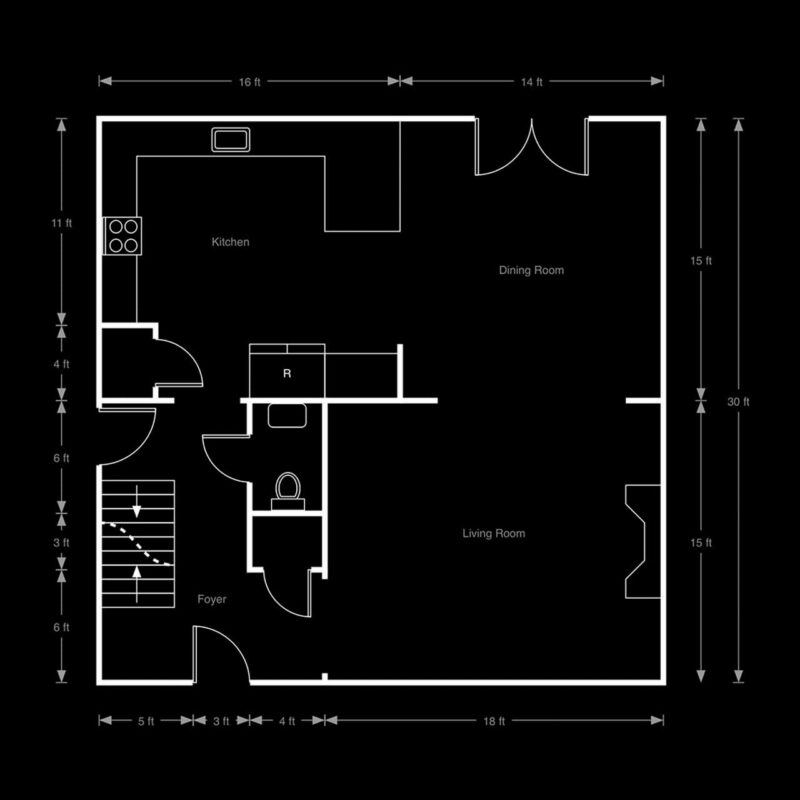 16 ft
14 ft
11 ft
Kitchen
15 ft
Dining Room
4 ft
R
30 ft
6 ft
3 ft
Living Room
15 ft
Foyer
6 ft
5 ft
3 ft
4 ft
18 ft